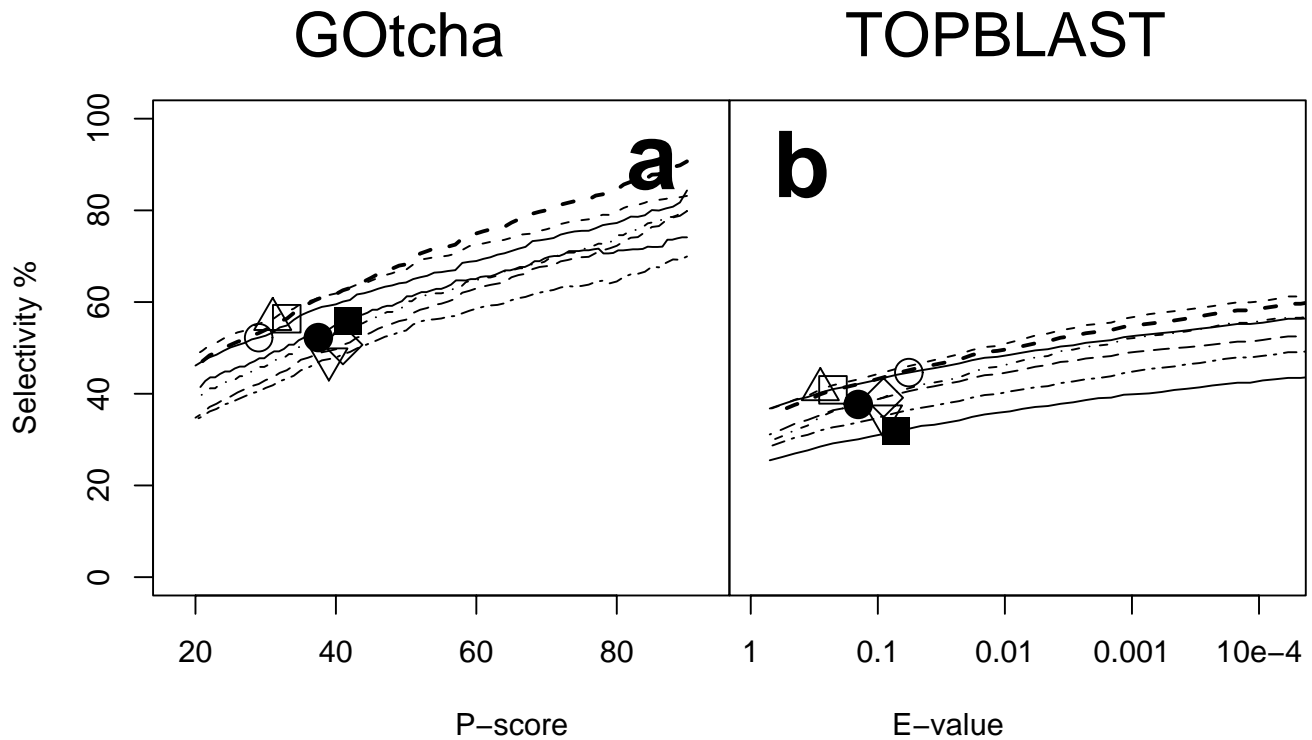 GOtcha
TOPBLAST
Selectivity %
100
80
60
40
20
0
a
b
20 40 60 80
1 0.1 0.01 0.001 10e−4
P−score
E−value